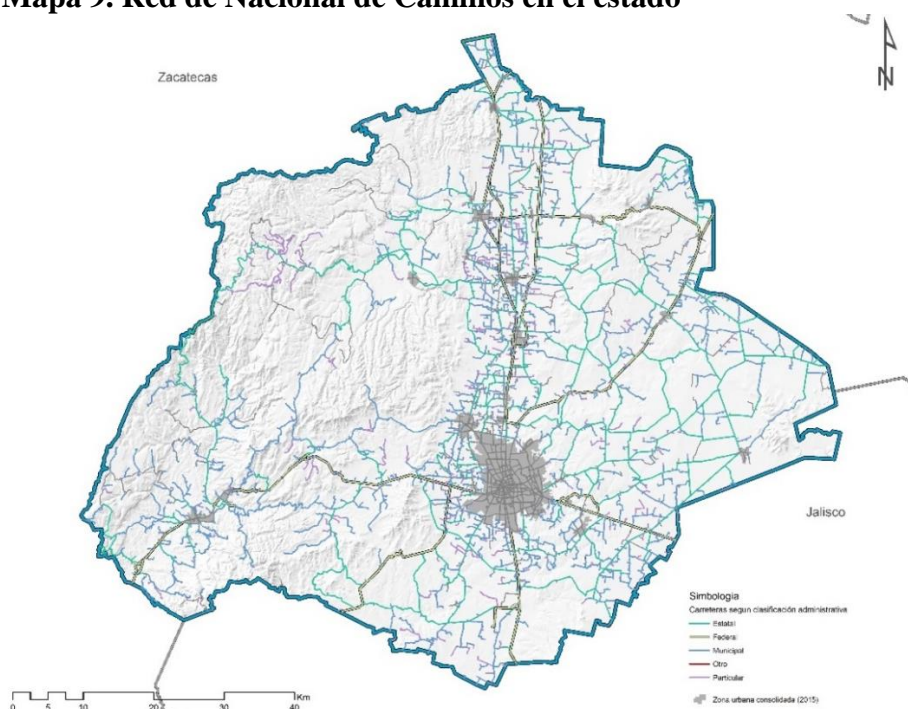 Mapa 9. Red de Nacional de Caminos en el estado
Zacatecas
N
Jalisco
Simbología
Carreteras segun clasificación administrativa
Estatal
Federal
Municipal
Otro
Particular
Zona urbana consolidada (2015)
0 5 10 20 30 40 Km